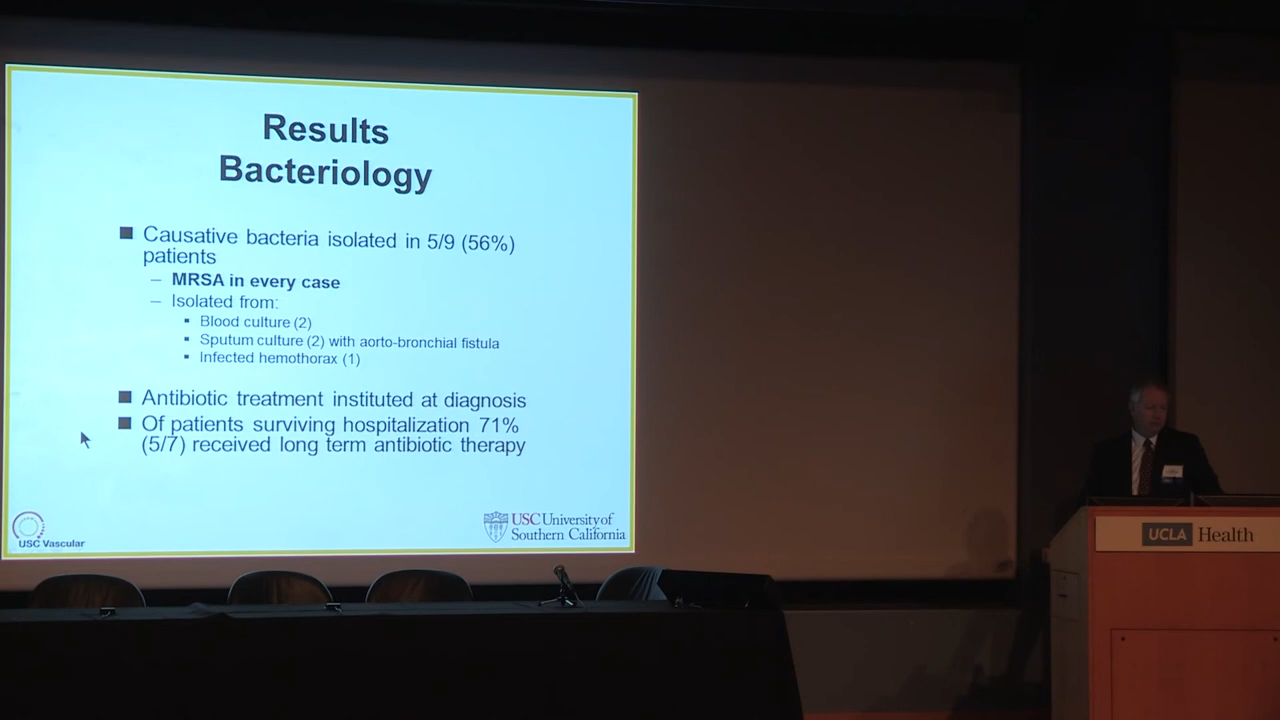 Results
Bacteriology
Causative bacteria isolated in 5/9 (56%)
patients
– MRSA in every case
– Isolated from:
Blood culture (2)
Sputum culture (2) with aorto-bronchial fistula
Infected hemothorax (1)
Antibiotic treatment instituted at diagnosis
Of patients surviving hospitalization 71%
(5/7) received long term antibiotic therapy
USC Vascular
USC University of
Southern California
UCLA Health